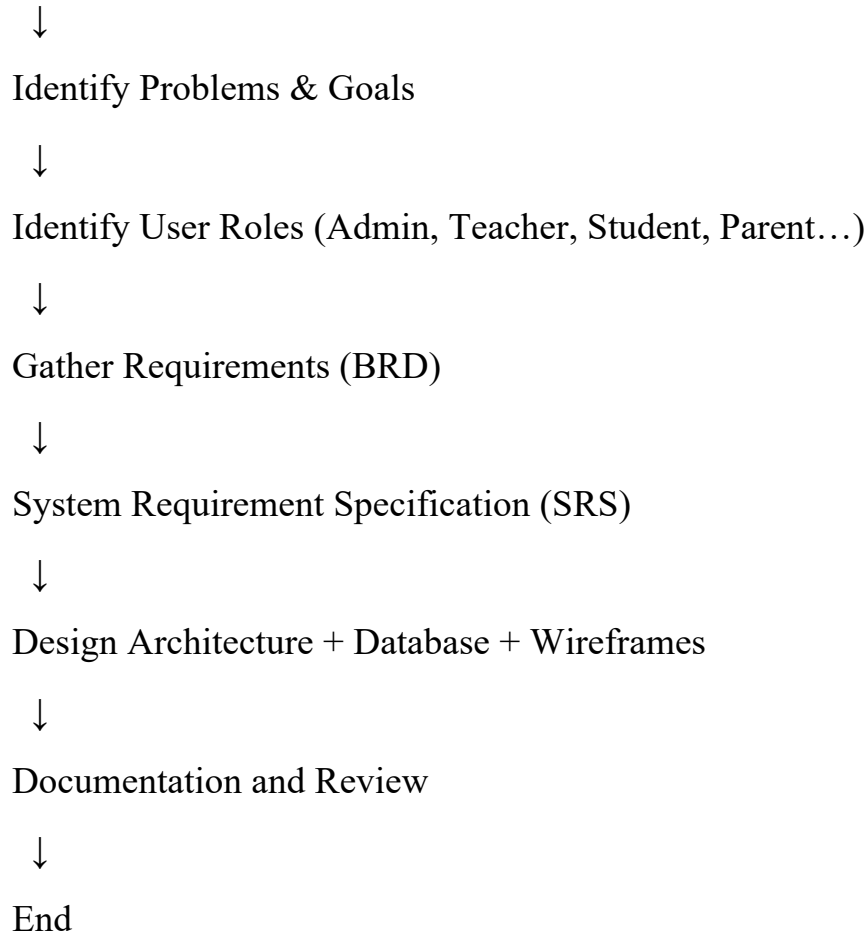 ↓
Identify Problems & Goals
↓
Identify User Roles (Admin, Teacher, Student, Parent…)
↓
Gather Requirements (BRD)
↓
System Requirement Specification (SRS)
↓
Design Architecture + Database + Wireframes
↓
Documentation and Review
↓
End